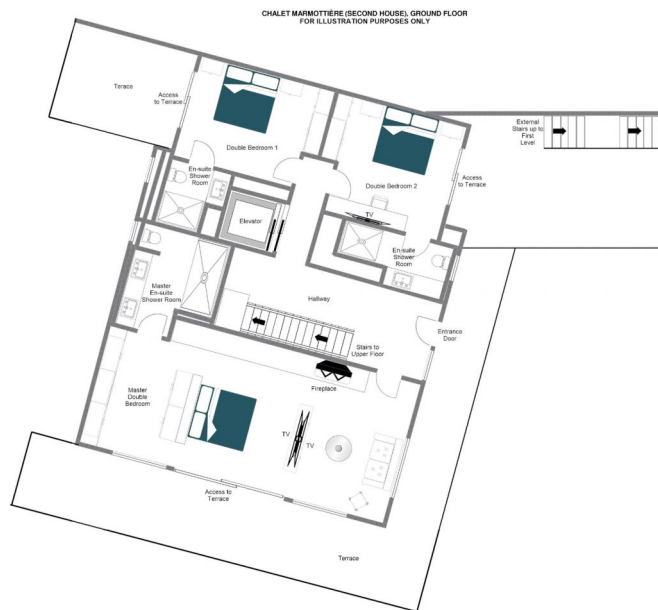 CHALET MARMOTTIÈRE (SECOND HOUSE), GROUND FLOOR
FOR ILLUSTRATION PURPOSES ONLY
Terace
Access
to Terrace
Double Bedroom 1
External
Stairs up to
First
Level
En-suite
Shower
Room
Double Bedroom 2
Access
to Terrace
TV
Elevator
En-suite
Shower
Room
Master
En-suite
Shower Room
Hallway
Entrance
Door
Stairs to
Upper Floor
Fireplace
Master
Double
Bedroom
TV
TV
Access to
Terrace
Terrace